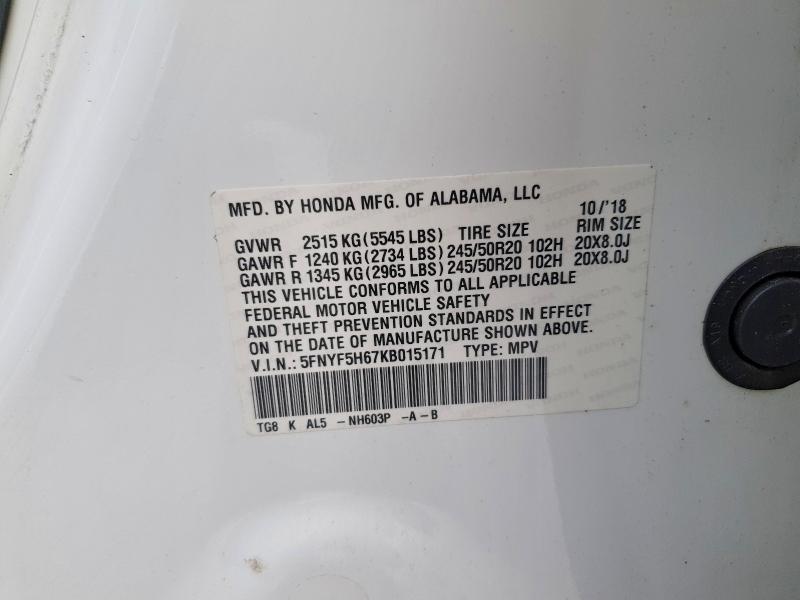 MFD. BY HONDA MFG. OF ALABAMA, LLC 10/'18
GVWR 2515 KG(5545 LBS) TIRE SIZE RIM SIZE
GAWR F 1240 KG(2734 LBS)245/50R20 102H 20X8.0J
GAWR R 1345 KG(2965 LBS)245/50R20 102H 20X8.0J
THIS VEHICLE CONFORMS TO ALL APPLICABLE
FEDERAL MOTOR VEHICLE SAFETY
AND THEFT PREVENTION STANDARDS IN EFFECT
ON THE DATE OF MANUFACTURE SHOWN ABOVE.
V.I.N.: 5FNYF5H67KB015171 TYPE: MPV
TG8 K AL5 -NH603P -A-B